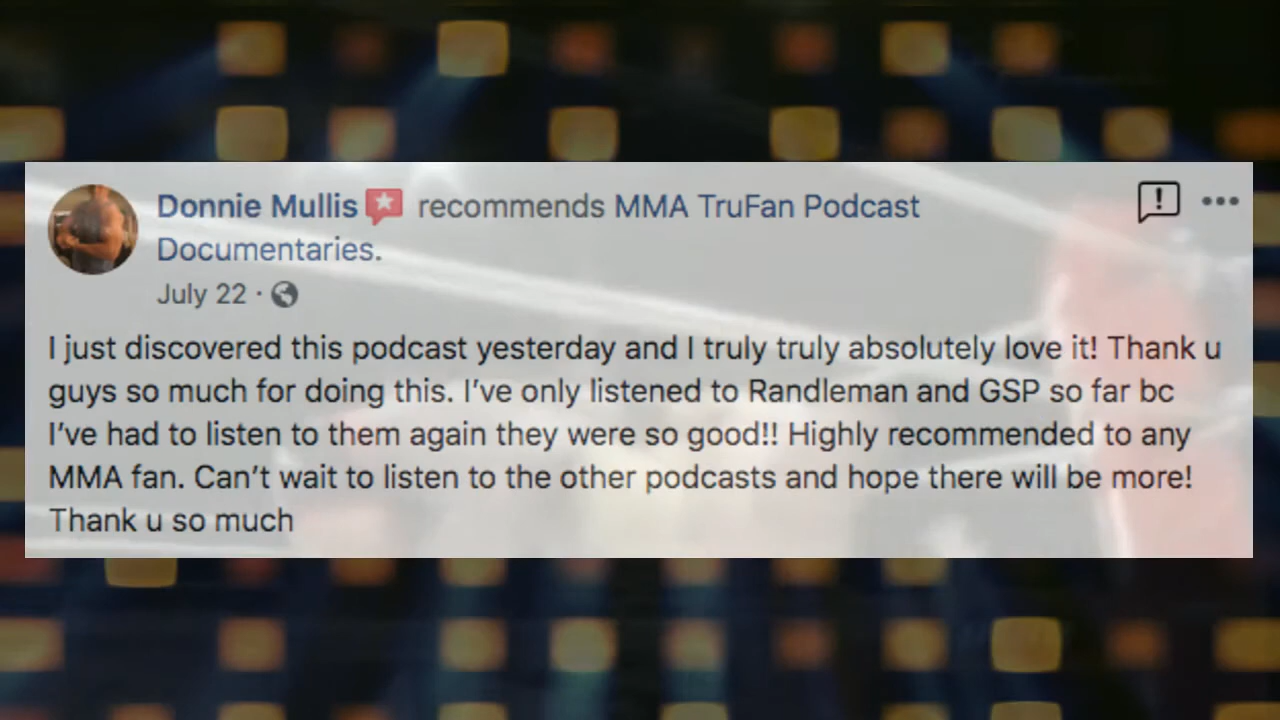 Donnie Mullis recommends MMA TruFan Podcast
Documentaries.
July 22 ·
I just discovered this podcast yesterday and I truly truly absolutely love it! Thank u
guys so much for doing this. I’ve only listened to Randleman and GSP so far bc
I’ve had to listen to them again they were so good!! Highly recommended to any
MMA fan. Can’t wait to listen to the other podcasts and hope there will be more!
Thank u so much